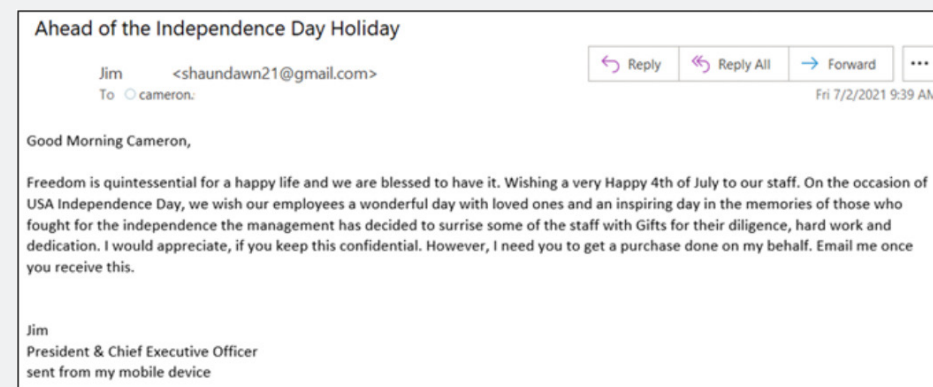 Ahead of the Independence Day Holiday
Jim <shaundawn21@gmail.com>
Reply Reply All Forward ...
To cameron:
Fri 7/2/2021 9:39 AM
Good Morning Cameron,
Freedom is quintessential for a happy life and we are blessed to have it. Wishing a very Happy 4th of July to our staff. On the occasion of
USA Independence Day, we wish our employees a wonderful day with loved ones and an inspiring day in the memories of those who
fought for the independence the management has decided to surrise some of the staff with Gifts for their diligence, hard work and
dedication. I would appreciate, if you keep this confidential. However, I need you to get a purchase done on my behalf. Email me once
you receive this.
Jim
President & Chief Executive Officer
sent from my mobile device